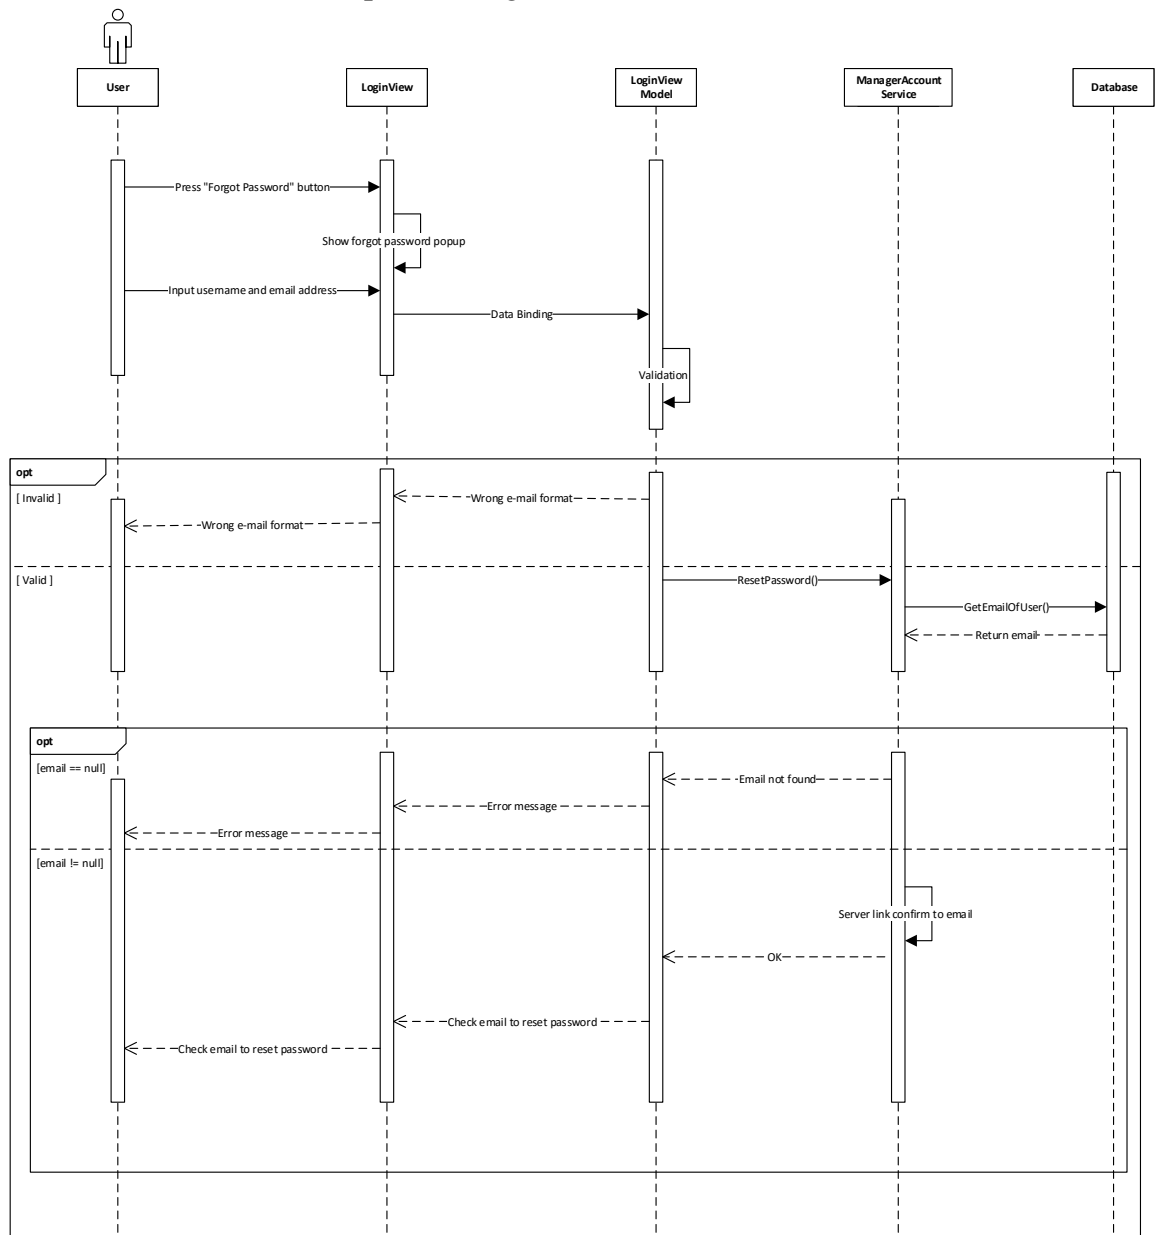 User
LoginView
LoginView
Model
ManagerAccount
Service
Database
Press "Forgot Password" button
Show forgot password popup
Input username and email address
Data Binding
Validation
opt
[ Invalid ]
Wrong e-mail format
Wrong e-mail format
[ Valid ]
ResetPassword()
GetEmailOfUser()
Return email
opt
[email == null]
Email not found
Error message
Error message
[email != null]
Server link confirm to email
OK
Check email to reset password
Check email to reset password